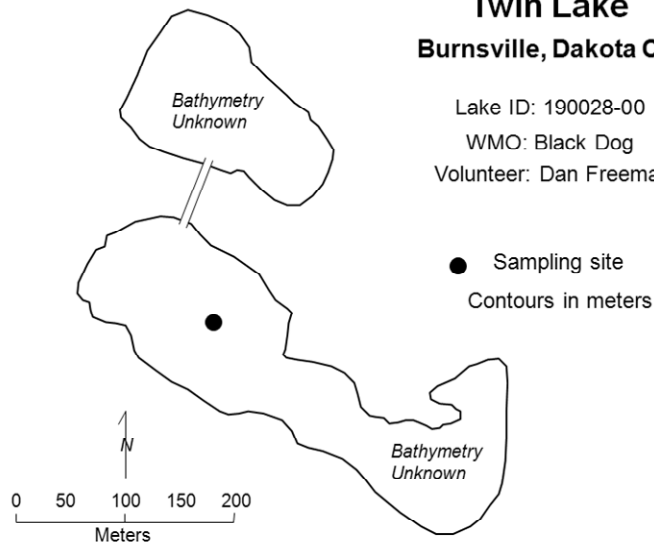 Twin Lake
Burnsville, Dakota C
Lake ID: 190028-00
WMO: Black Dog
Volunteer: Dan Freema
Bathymetry
Unknown
Sampling site
Contours in meters
Bathymetry
Unknown
N
0 50 100 150 200
Meters